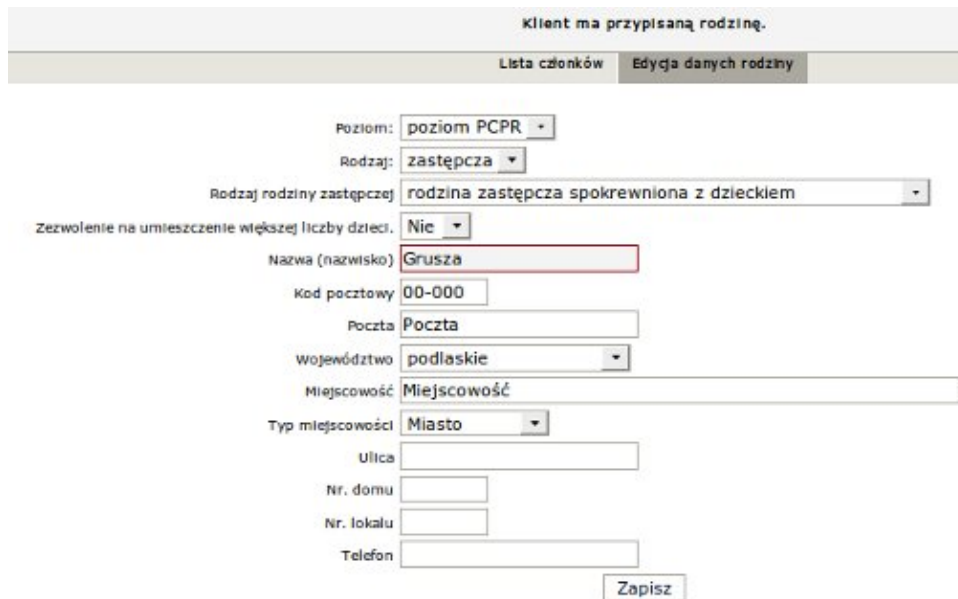 Klient ma przypisaną rodzinę.
Lista członków Edycja danych rodziny
Poziom: poziom PCPR
Rodzaj: zastępcza
Rodzaj rodziny zastępczej rodzina zastępcza spokrewniona z dzieckiem
Zezwolenie na umieszczenie większej liczby dzieci. Nie
Nazwa (nazwisko) Grusza
Kod pocztowy 00-000
Poczta Poczta
Województwo podlaskie
Miejscowość Miejscowość
Typ miejscowości Miasto
Ulica
Nr. domu
Nr. lokalu
Telefon
Zapisz